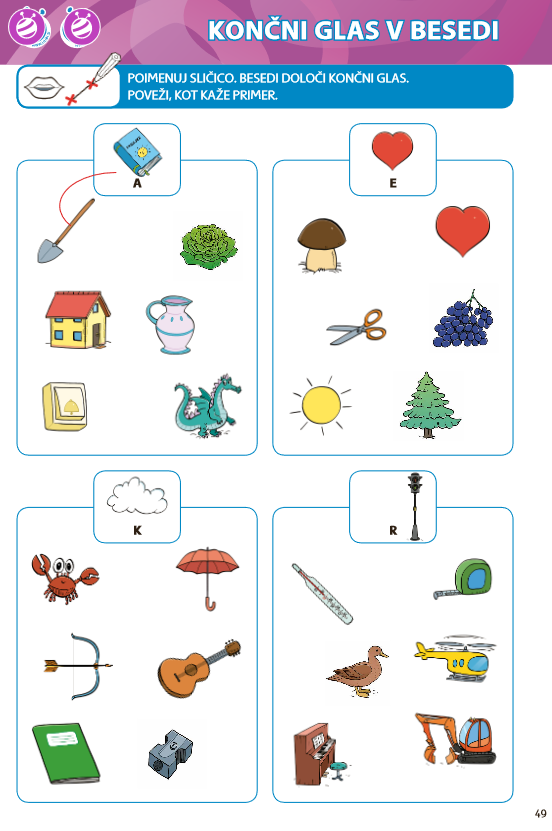 KONČNI GLAS V BESEDI
POIMENUJ SLIČICO. BESEDI DOLOČI KONČNI GLAS.
POVEŽI, KOT KAŽE PRIMER.
A
E
K
R
49